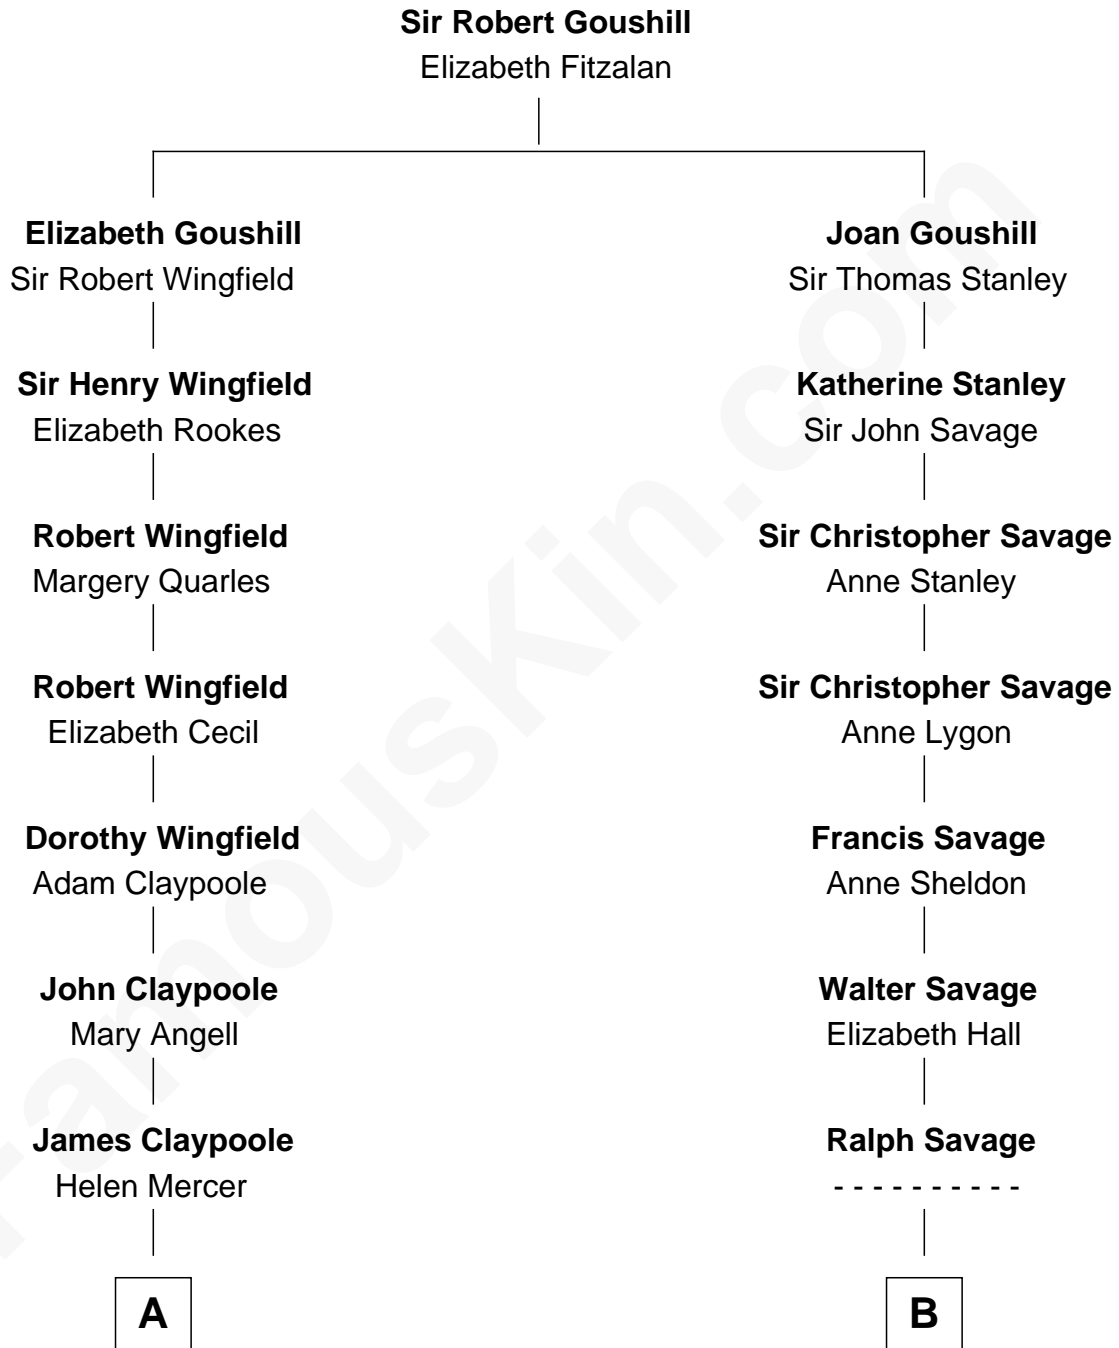 Sir Robert Goushill
Elizabeth Fitzalan
Elizabeth Goushill
Sir Robert Wingfield
Joan Goushill
Sir Thomas Stanley
Sir Henry Wingfield
Elizabeth Rookes
Katherine Stanley
Sir John Savage
Robert Wingfield
Margery Quarles
Sir Christopher Savage
Anne Stanley
Robert Wingfield
Elizabeth Cecil
Sir Christopher Savage
Anne Lygon
Dorothy Wingfield
Adam Claypoole
Francis Savage
Anne Sheldon
John Claypoole
Mary Angell
Walter Savage
Elizabeth Hall
James Claypoole
Helen Mercer
Ralph Savage
- - - - - - - - - -
A
B
FamousKin.com